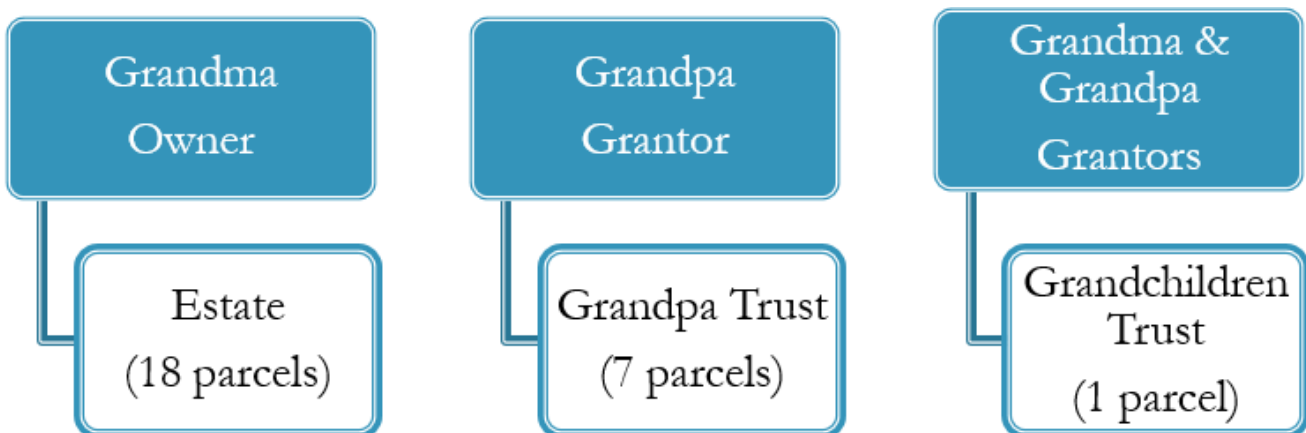 Grandma
Owner
Estate
(18 parcels)
Grandpa
Grantor
Grandpa Trust
(7 parcels)
Grandma &
Grandpa
Grantors
Grandchildren
Trust
(1 parcel)